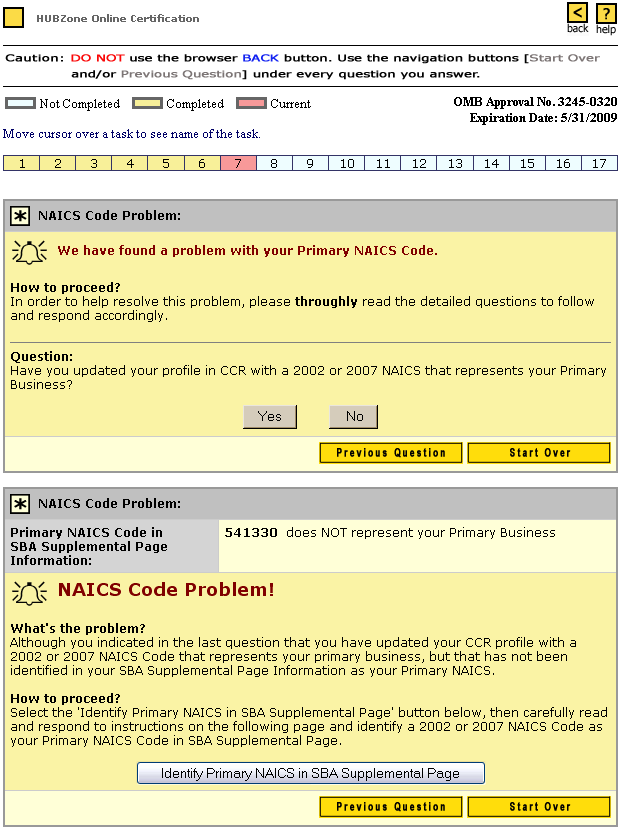 HUBZone Online Certification
back
?
help
Caution: DO NOT use the browser BACK button. Use the navigation buttons [Start Over
and/or Previous Question] under every question you answer.
Not Completed Completed Current
OMB Approval No. 3245-0320
Expiration Date: 5/31/2009
Move cursor over a task to see name of the task.
1 2 3 4 5 6 7 8 9 10 11 12 13 14 15 16 17
NAICS Code Problem:
We have found a problem with your Primary NAICS Code.
How to proceed?
In order to help resolve this problem, please throughly read the detailed questions to follow
and respond accordingly.
Question:
Have you updated your profile in CCR with a 2002 or 2007 NAICS that represents your Primary
Business?
Yes No
Previous Question Start Over
NAICS Code Problem:
Primary NAICS Code in
SBA Supplemental Page
Information:
541330 does NOT represent your Primary Business
NAICS Code Problem!
What's the problem?
Although you indicated in the last question that you have updated your CCR profile with a
2002 or 2007 NAICS Code that represents your primary business, but that has not been
identified in your SBA Supplemental Page Information as your Primary NAICS.
How to proceed?
Select the 'Identify Primary NAICS in SBA Supplemental Page' button below, then carefully read
and respond to instructions on the following page and identify a 2002 or 2007 NAICS Code as
your Primary NAICS Code in SBA Supplemental Page.
Identify Primary NAICS in SBA Supplemental Page
Previous Question Start Over